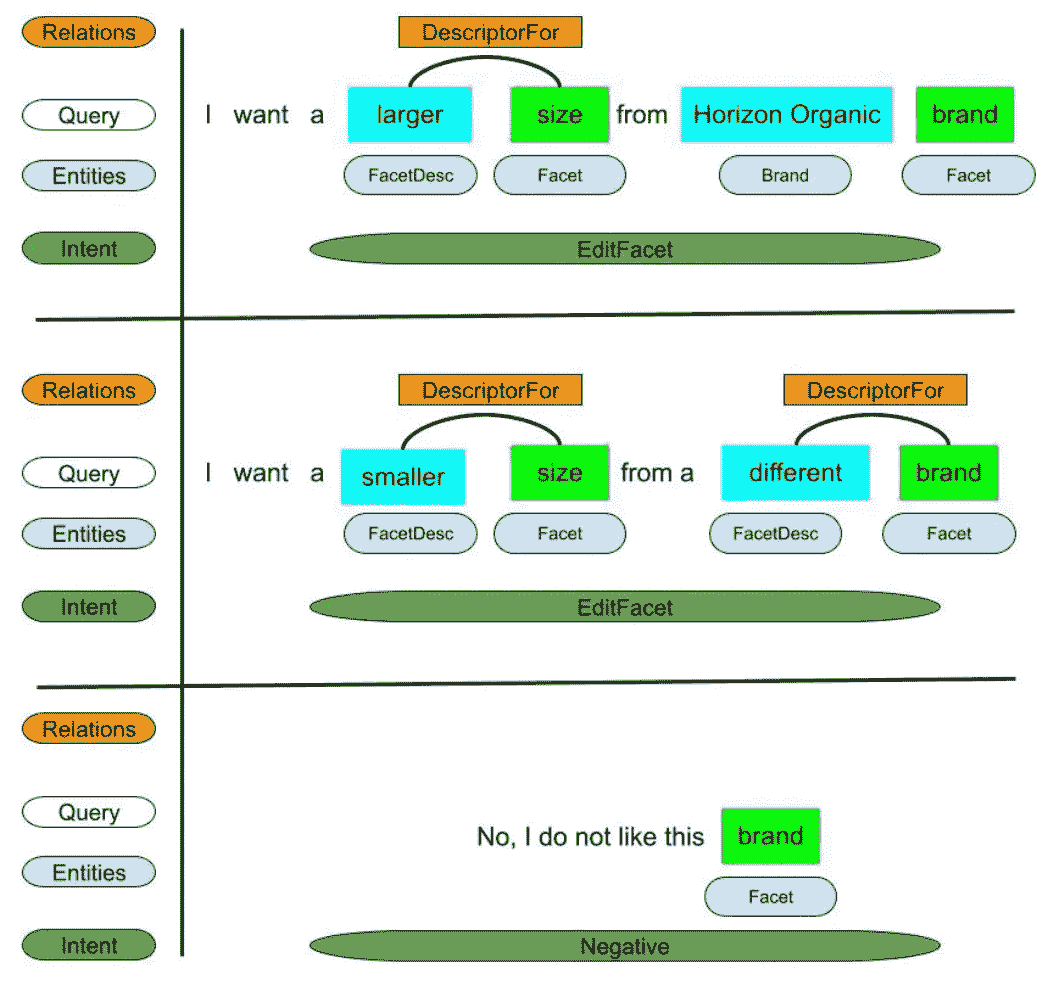 Relations DescriptorFor
Query I want a larger size from Horizon Organic brand
Entities FacetDesc Facet Brand Facet
Intent EditFacet
Relations DescriptorFor DescriptorFor
Query I want a smaller size from a different brand
Entities FacetDesc Facet FacetDesc Facet
Intent EditFacet
Relations
Query No, I do not like this brand
Entities Facet
Intent Negative